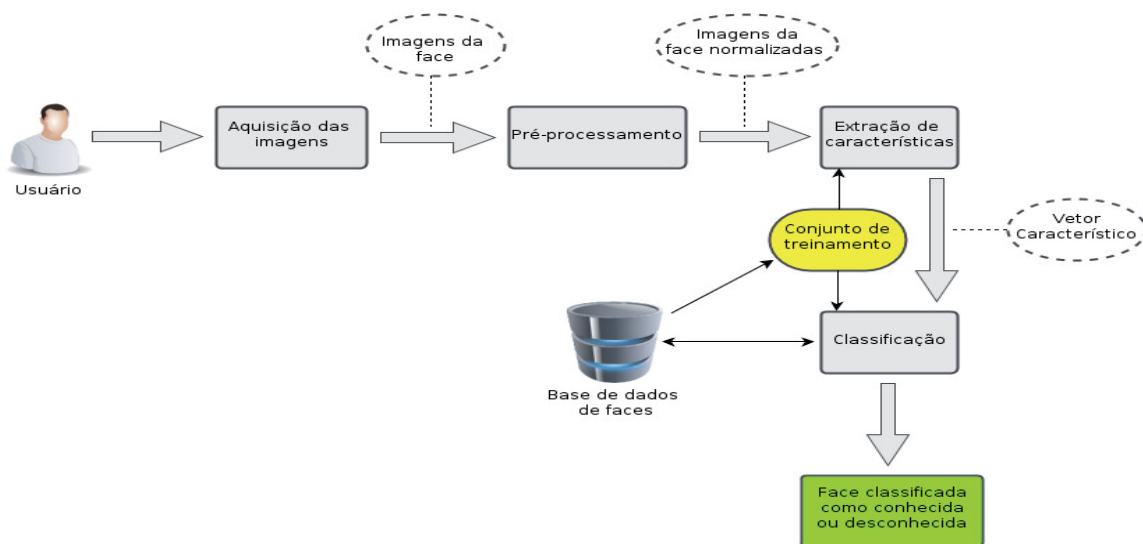 Imagens da
face
Imagens da
face normalizadas
Usuário
Aquisição das
imagens
Pré-processamento
Extração de
características
Conjunto de
treinamento
Vetor
Característico
Base de dados
de faces
Classificação
Face classificada
como conhecida
ou desconhecida